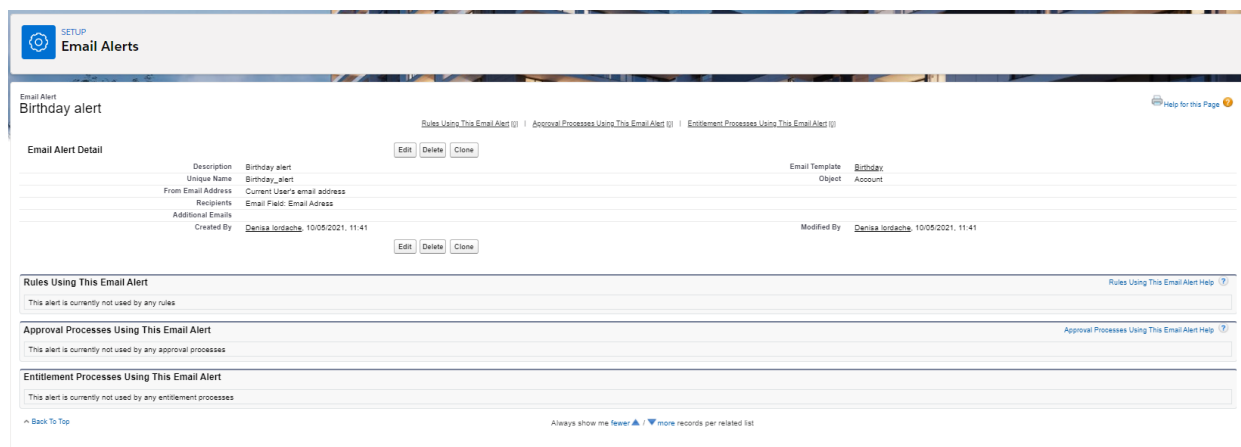 SETUP
Email Alerts
Email Alert
Birthday alert
Help for this Page
Rules Using This Email Alert [0] | Approval Processes Using This Email Alert [0] | Entitlement Processes Using This Email Alert [0]
Email Alert Detail Edit Delete Clone
Description Birthday alert Email Template Birthday
Unique Name Birthday_alert Object Account
From Email Address Current User's email address
Recipients Email Field: Email Adress
Additional Emails
Created By Denisa Iordache, 10/05/2021, 11:41 Modified By Denisa Iordache, 10/05/2021, 11:41
Edit Delete Clone
Rules Using This Email Alert Rules Using This Email Alert Help ?
This alert is currently not used by any rules
Approval Processes Using This Email Alert Approval Processes Using This Email Alert Help ?
This alert is currently not used by any approval processes
Entitlement Processes Using This Email Alert
This alert is currently not used by any entitlement processes
^ Back To Top Always show me fewer ▲ / ▼ more records per related list